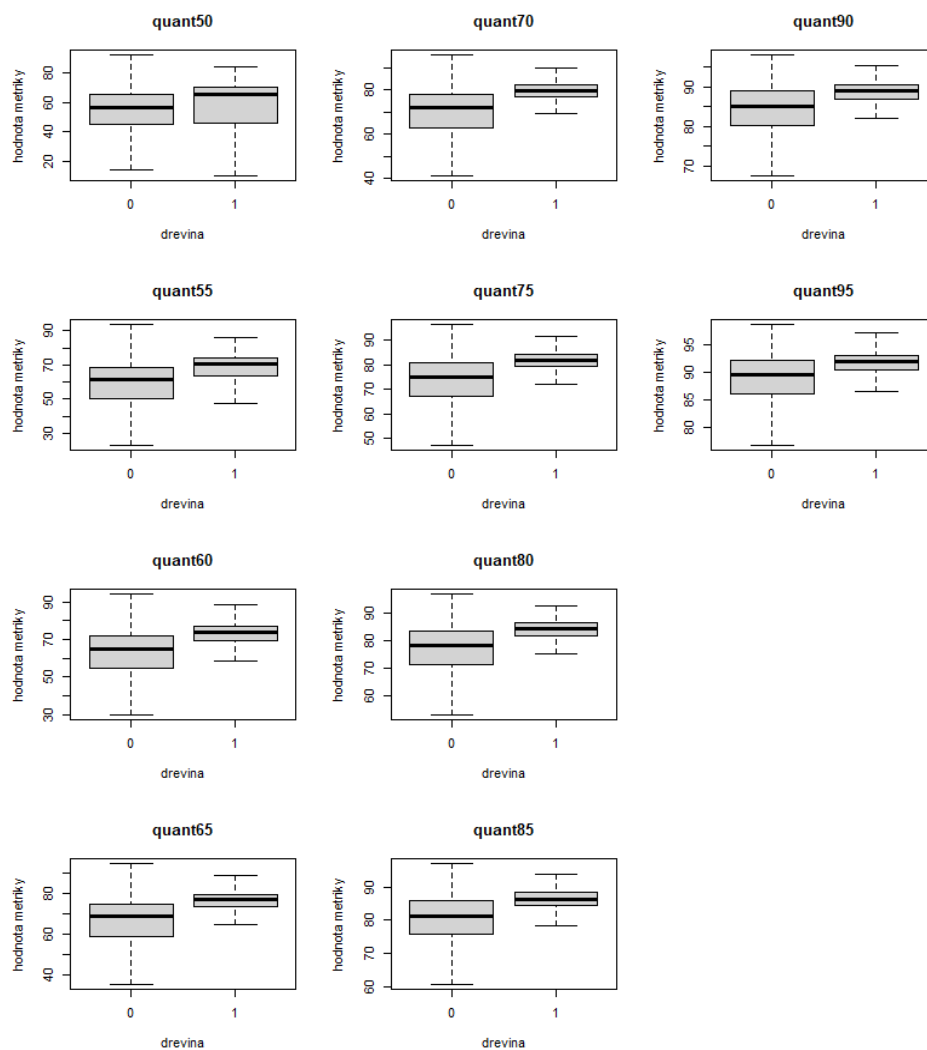 quant50
hodnota metriky
80
60
40
20
0 1
drevina
quant70
hodnota metriky
80
60
40
0 1
drevina
quant90
hodnota metriky
90
80
70
0 1
drevina
quant55
hodnota metriky
90
70
50
30
0 1
drevina
quant75
hodnota metriky
90
80
70
60
50
0 1
drevina
quant95
hodnota metriky
95
90
85
80
0 1
drevina
quant60
hodnota metriky
90
70
50
30
0 1
drevina
quant80
hodnota metriky
90
80
70
60
0 1
drevina
quant65
hodnota metriky
80
60
40
0 1
drevina
quant85
hodnota metriky
90
80
70
60
0 1
drevina